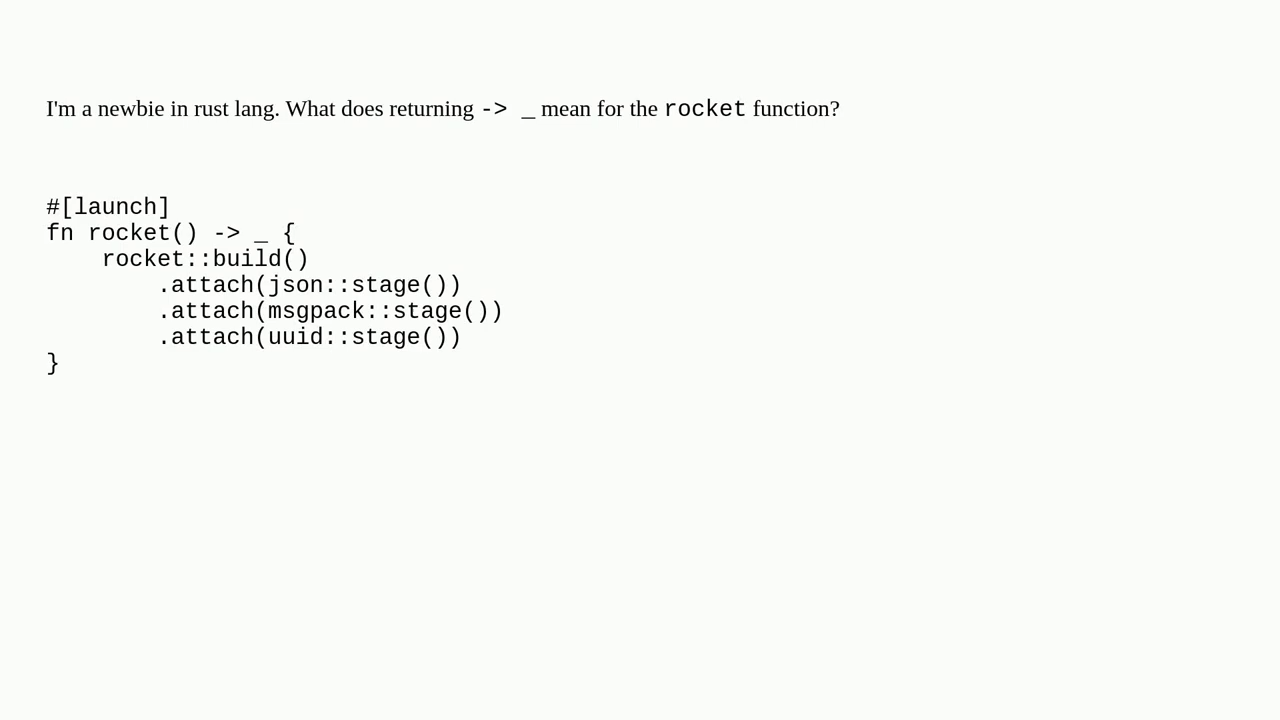 I'm a newbie in rust lang. What does returning -> _ mean for the rocket function?
#[launch]
fn rocket() -> _ {
    rocket::build()
        .attach(json::stage())
        .attach(msgpack::stage())
        .attach(uuid::stage())
}